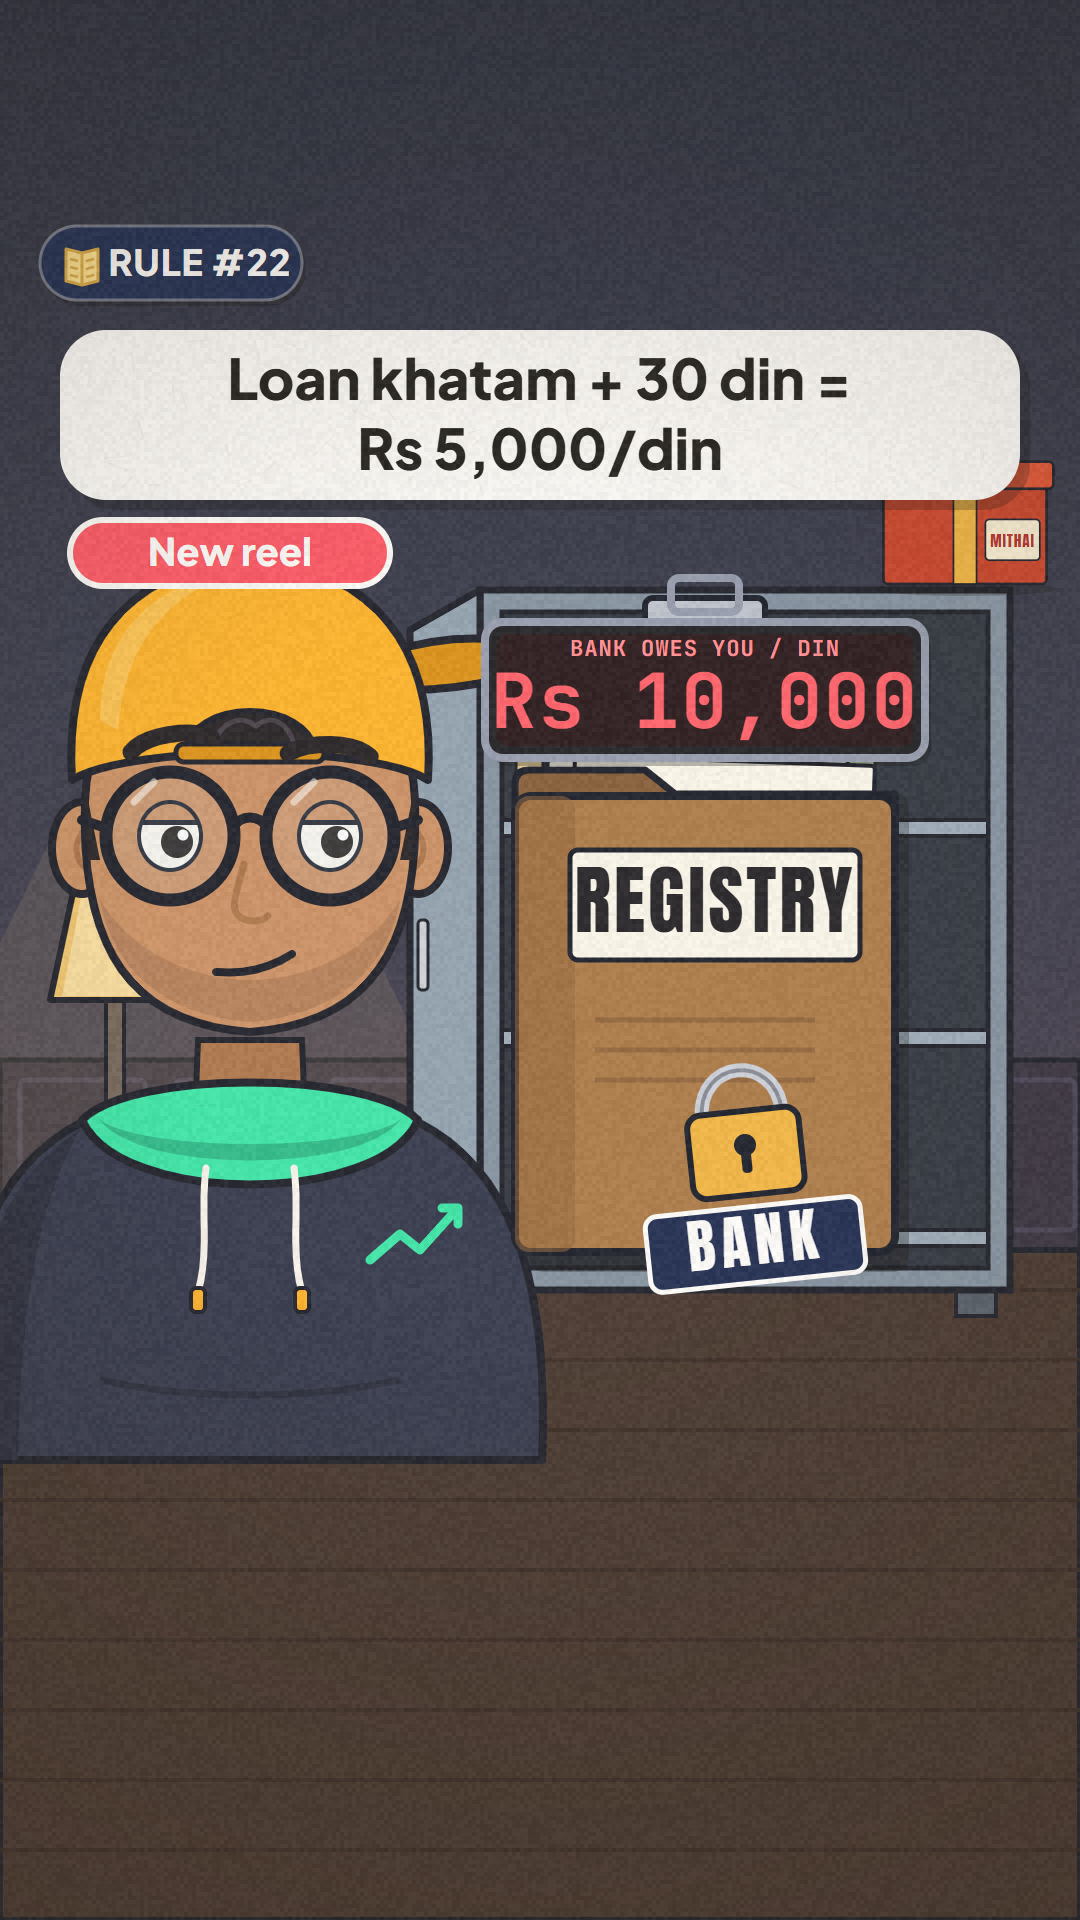 RULE #22
Loan khatam + 30 din =
Rs 5,000/din
MITHAI
New reel
BANK OWES YOU / DIN
Rs 10,000
REGISTRY
BANK